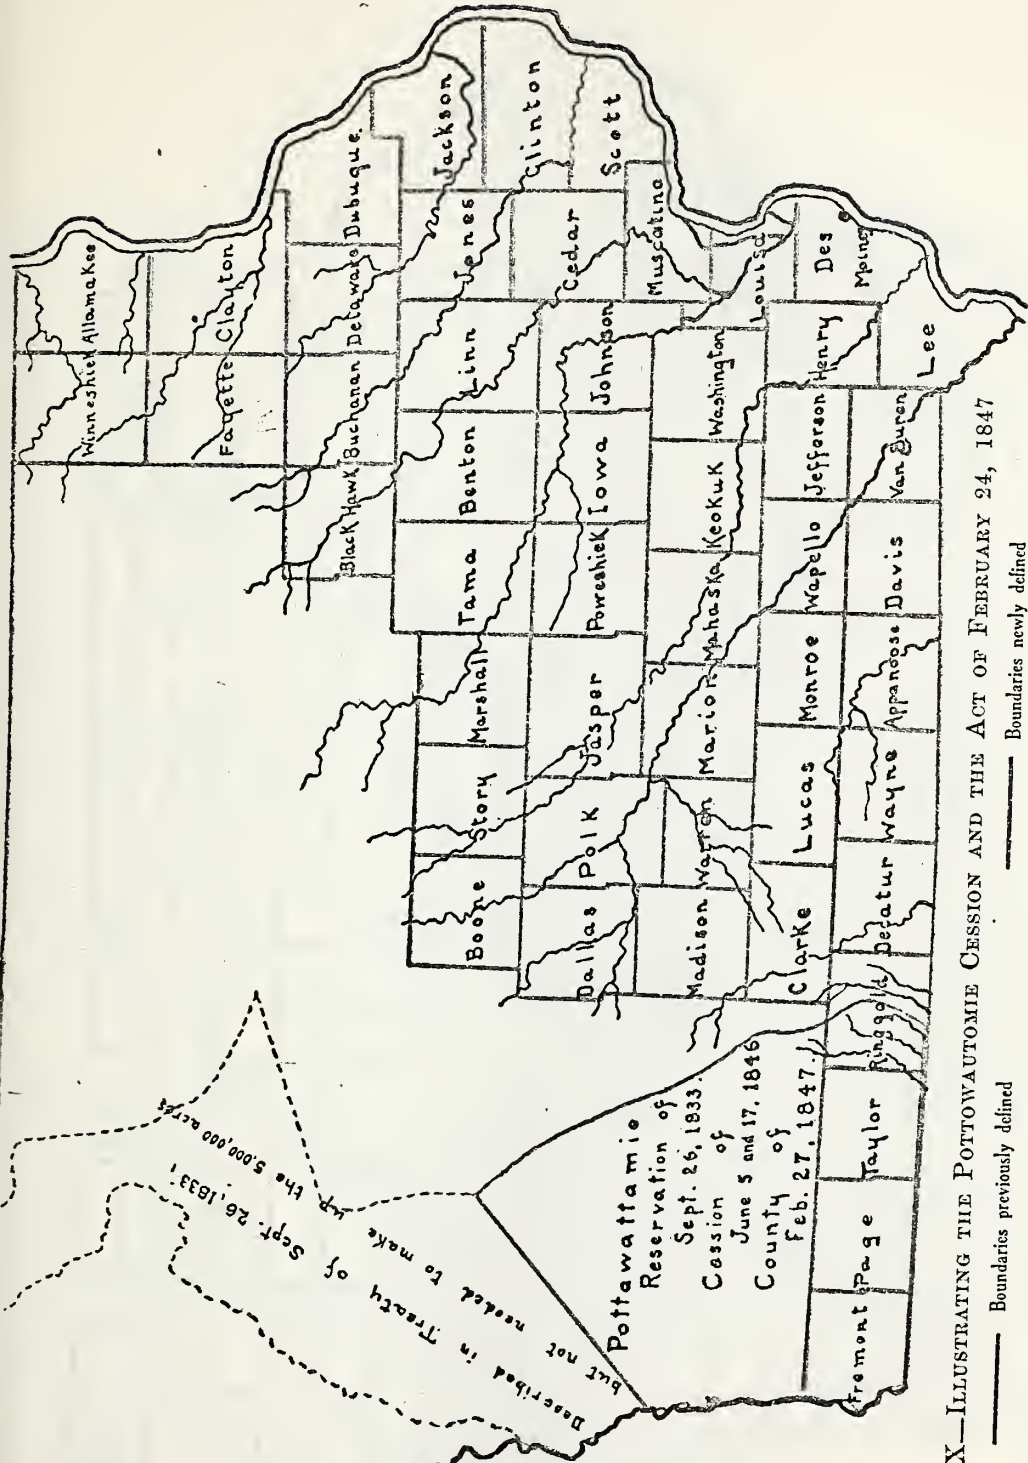 Winneshiek
Allamakee
Fayette
Clayton
Black Hawk
Buchanan
Delaware
Dubuque
Jackson
Jones
Linn
Benton
Tama
Marshall
Story
Boone
Clinton
Scott
Cedar
Muscatine
Johnson
Iowa
Poweshiek
Jasper
Polk
Dallas
Louisa
Washington
Keokuk
Mahaska
Marion
Warren
Madison
Des
Moine
Henry
Jefferson
Wapello
Monroe
Lucas
Clarke
Lee
Van Buren
Davis
Appanoose
Wayne
Decatur
Ringgold
Taylor
Page
Fremont
Described in Treaty of Sept. 26, 1833;
but not needed to make up the 5,000,000 acres
Pottawattamie
Reservation of
Sept. 26, 1833.
Cession of
June 5 and 17, 1846
County of
Feb. 27, 1847.
X—ILLUSTRATING THE POTTOWAUTOMIE CESSION AND THE ACT OF FEBRUARY 24, 1847
Boundaries previously defined
Boundaries newly defined